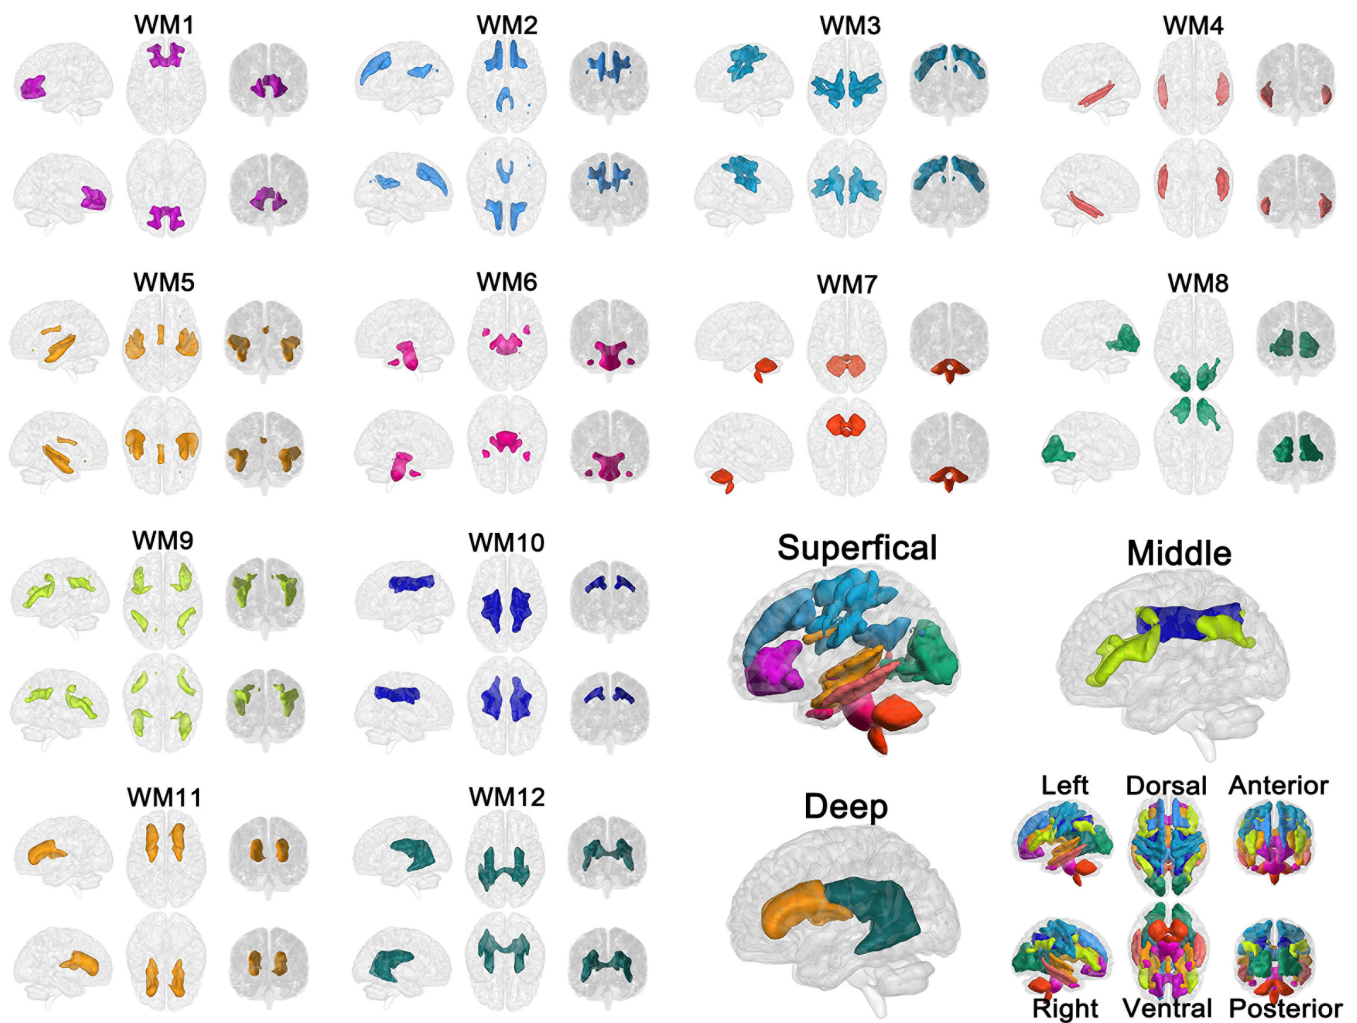 WM1
WM2
WM3
WM4
WM5
WM6
WM7
WM8
WM9
WM10
Superfical
Middle
WM11
WM12
Deep
Left
Dorsal
Anterior
Right
Ventral
Posterior